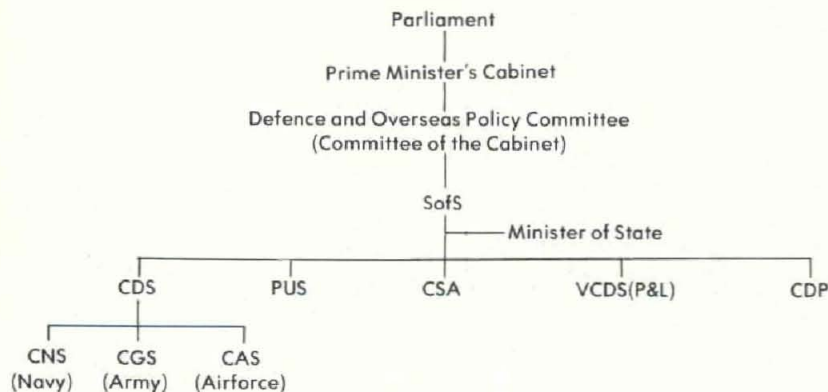 Parliament
Prime Minister's Cabinet
Defence and Overseas Policy Committee
(Committee of the Cabinet)
SofS
Minister of State
CDS PUS CSA VCDS(P&L) CDP
CNS CGS CAS
(Navy) (Army) (Airforce)